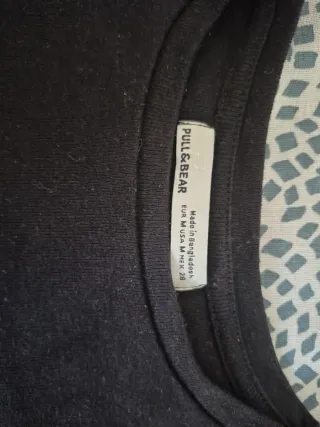 PULL&BEAR
Made in Bangladesh
EUR M USA M MEX 28